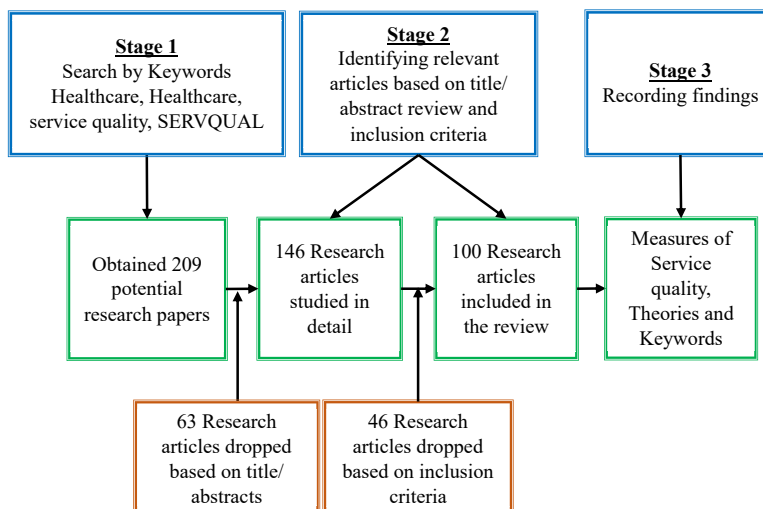 Stage 1
Search by Keywords
Healthcare, Healthcare,
service quality, SERVQUAL
Stage 2
Identifying relevant
articles based on title/
abstract review and
inclusion criteria
Stage 3
Recording findings
Obtained 209
potential
research papers
146 Research
articles
studied in
detail
100 Research
articles
included in
the review
Measures of
Service
quality,
Theories and
Keywords
63 Research
articles dropped
based on title/
abstracts
46 Research
articles dropped
based on inclusion
criteria